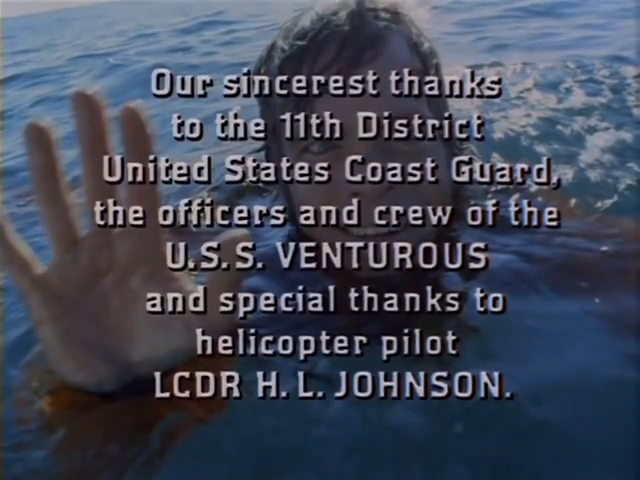 Our sincerest thanks
to the 11th District
United States Coast Guard,
the officers and crew of the
U.S.S. VENTUROUS
and special thanks to
helicopter pilot
LCDR H. L. JOHNSON.